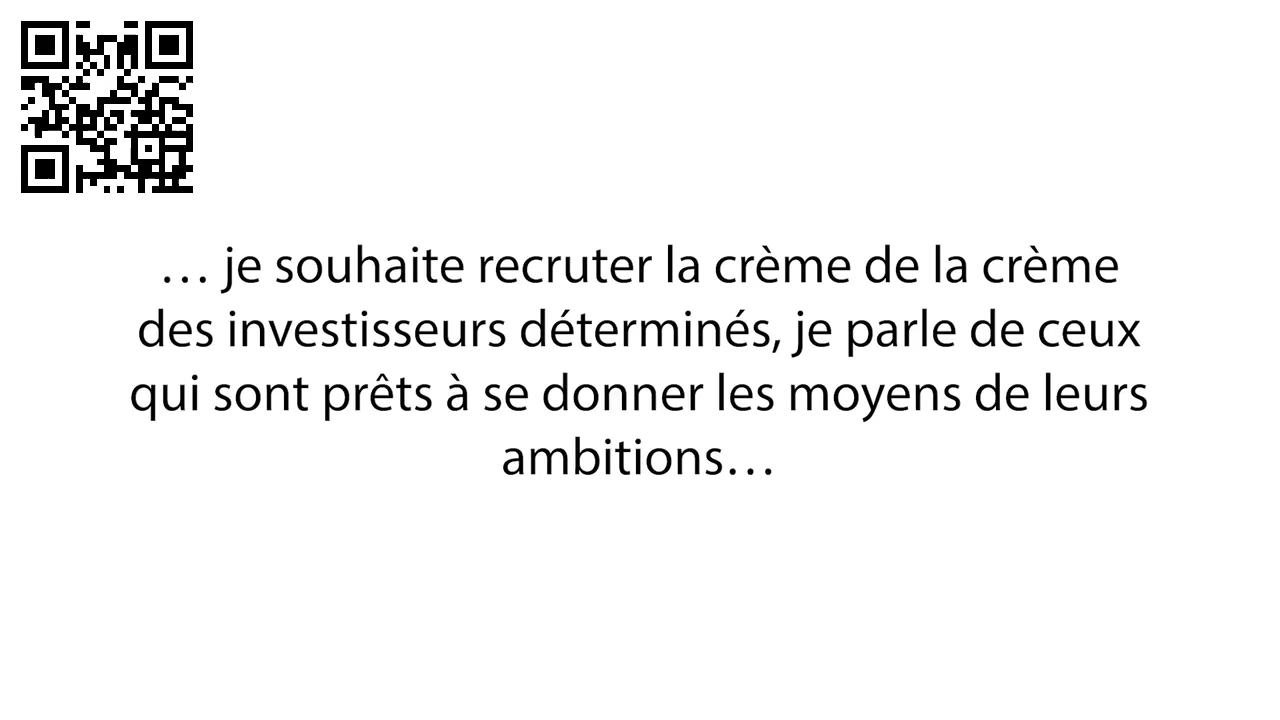 … je souhaite recruter la crème de la crème
des investisseurs déterminés, je parle de ceux
qui sont prêts à se donner les moyens de leurs
ambitions…